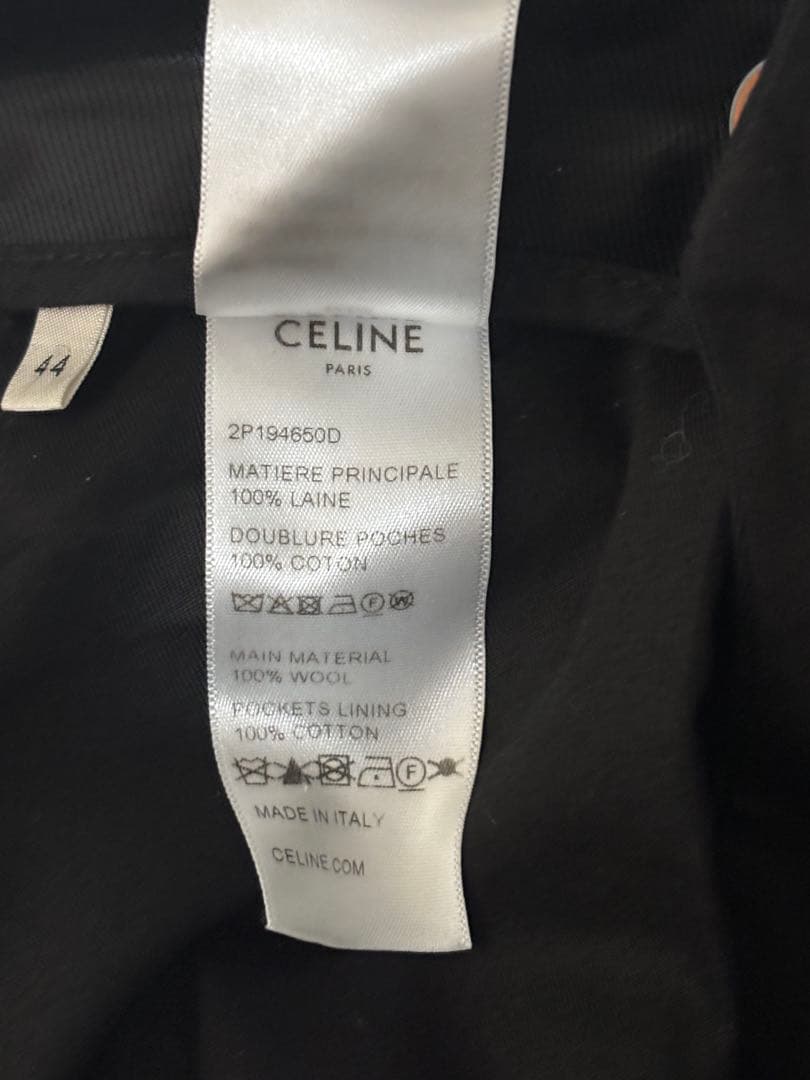 44
CELINE
PARIS
2P194650D
MATIERE PRINCIPALE
100% LAINE
DOUBLURE POCHES
100% COTON
MAIN MATERIAL
100% WOOL
POCKETS LINING
100% COTTON
MADE IN ITALY
CELINE.COM